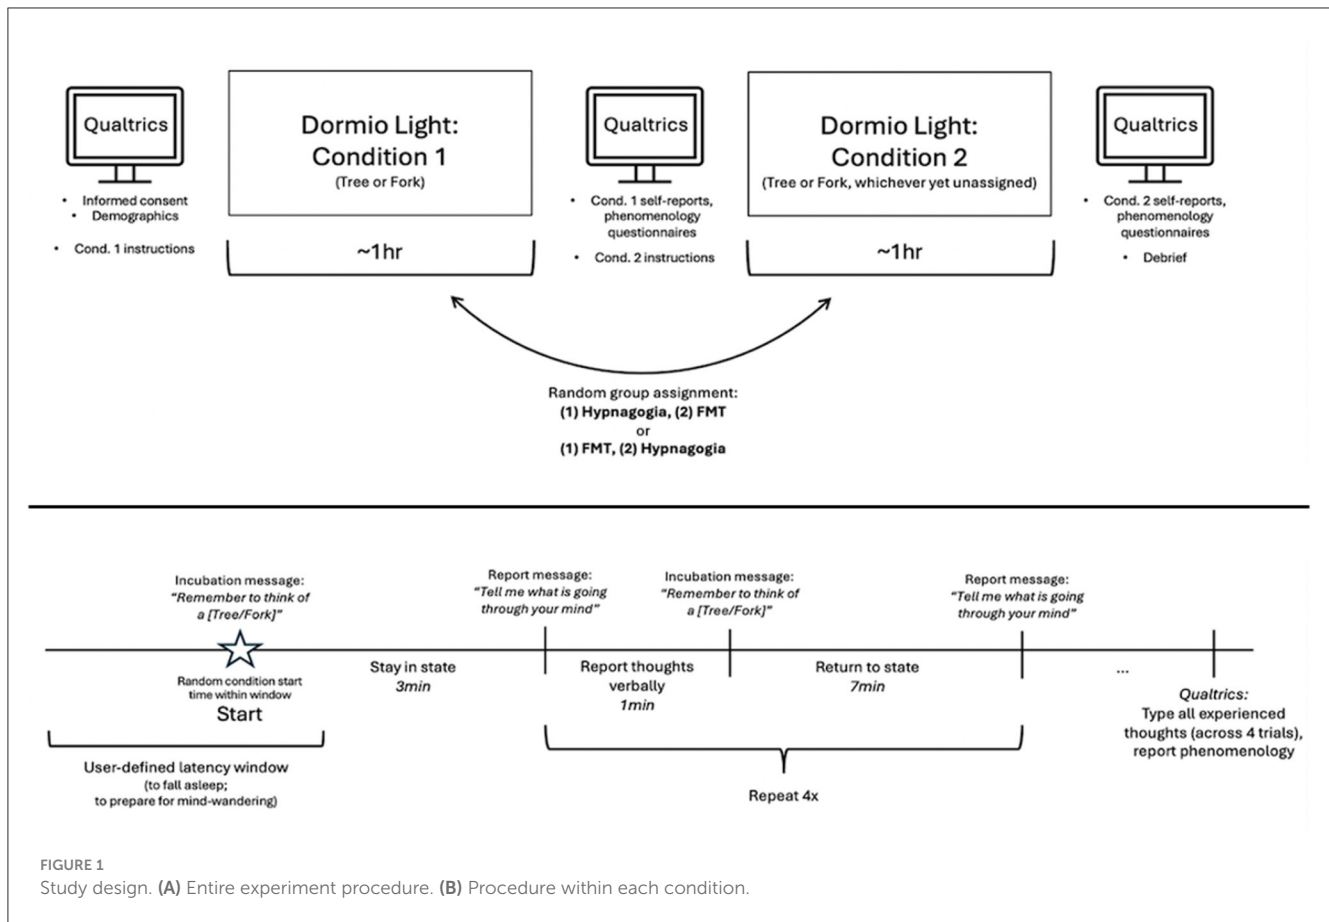 Qualtrics
• Informed consent
• Demographics
• Cond. 1 instructions
Dormio Light:
Condition 1
(Tree or Fork)
~1hr
Qualtrics
• Cond. 1 self-reports,
phenomenology
questionnaires
• Cond. 2 instructions
Dormio Light:
Condition 2
(Tree or Fork, whichever yet unassigned)
~1hr
Qualtrics
• Cond. 2 self-reports,
phenomenology
questionnaires
• Debrief
Random group assignment:
(1) Hypnagogia, (2) FMT
or
(1) FMT, (2) Hypnagogia
Incubation message:
"Remember to think of
a [Tree/Fork]"
Random condition start
time within window
Start
User-defined latency window
(to fall asleep;
to prepare for mind-wandering)
Stay in state
3min
Report message:
"Tell me what is going
through your mind"
Report thoughts
verbally
1min
Incubation message:
"Remember to think of
a [Tree/Fork]"
Return to state
7min
Repeat 4x
Report message:
"Tell me what is going
through your mind"
...
Qualtrics:
Type all experienced
thoughts (across 4 trials),
report phenomenology
FIGURE 1
Study design. (A) Entire experiment procedure. (B) Procedure within each condition.